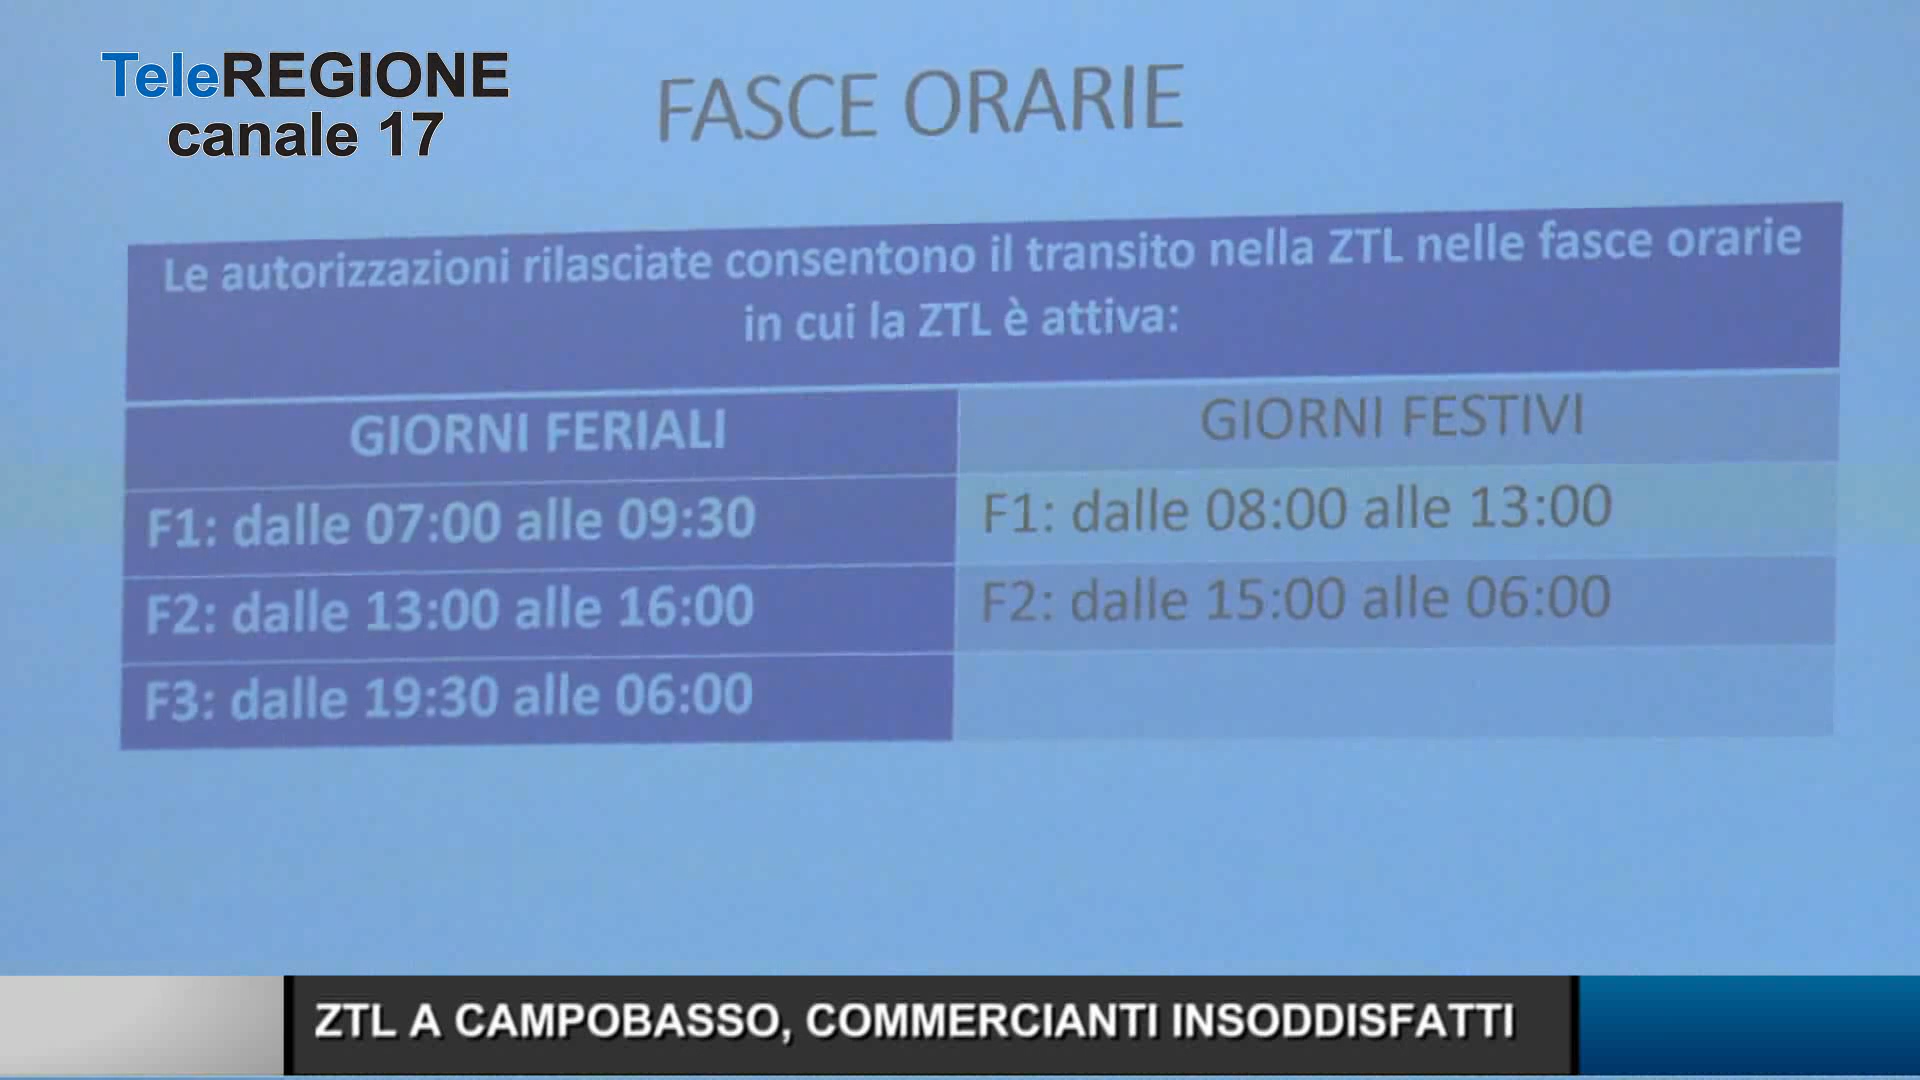 TeleREGIONE
canale 17
FASCE ORARIE
Le autorizzazioni rilasciate consentono il transito nella ZTL nelle fasce orarie
in cui la ZTL è attiva:
GIORNI FERIALI
GIORNI FESTIVI
F1: dalle 07:00 alle 09:30
F1: dalle 08:00 alle 13:00
F2: dalle 13:00 alle 16:00
F2: dalle 15:00 alle 06:00
F3: dalle 19:30 alle 06:00
ZTL A CAMPOBASSO, COMMERCIANTI INSODDISFATTI